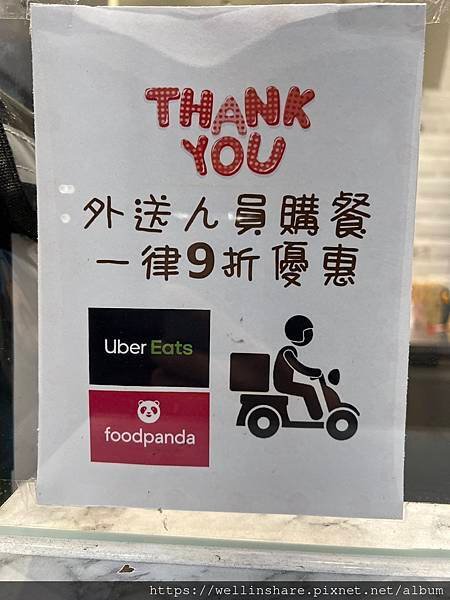 THANK
YOU
外送人員購餐
一律9折優惠
Uber Eats
foodpanda
https://wellinshare.pixnet.net/album